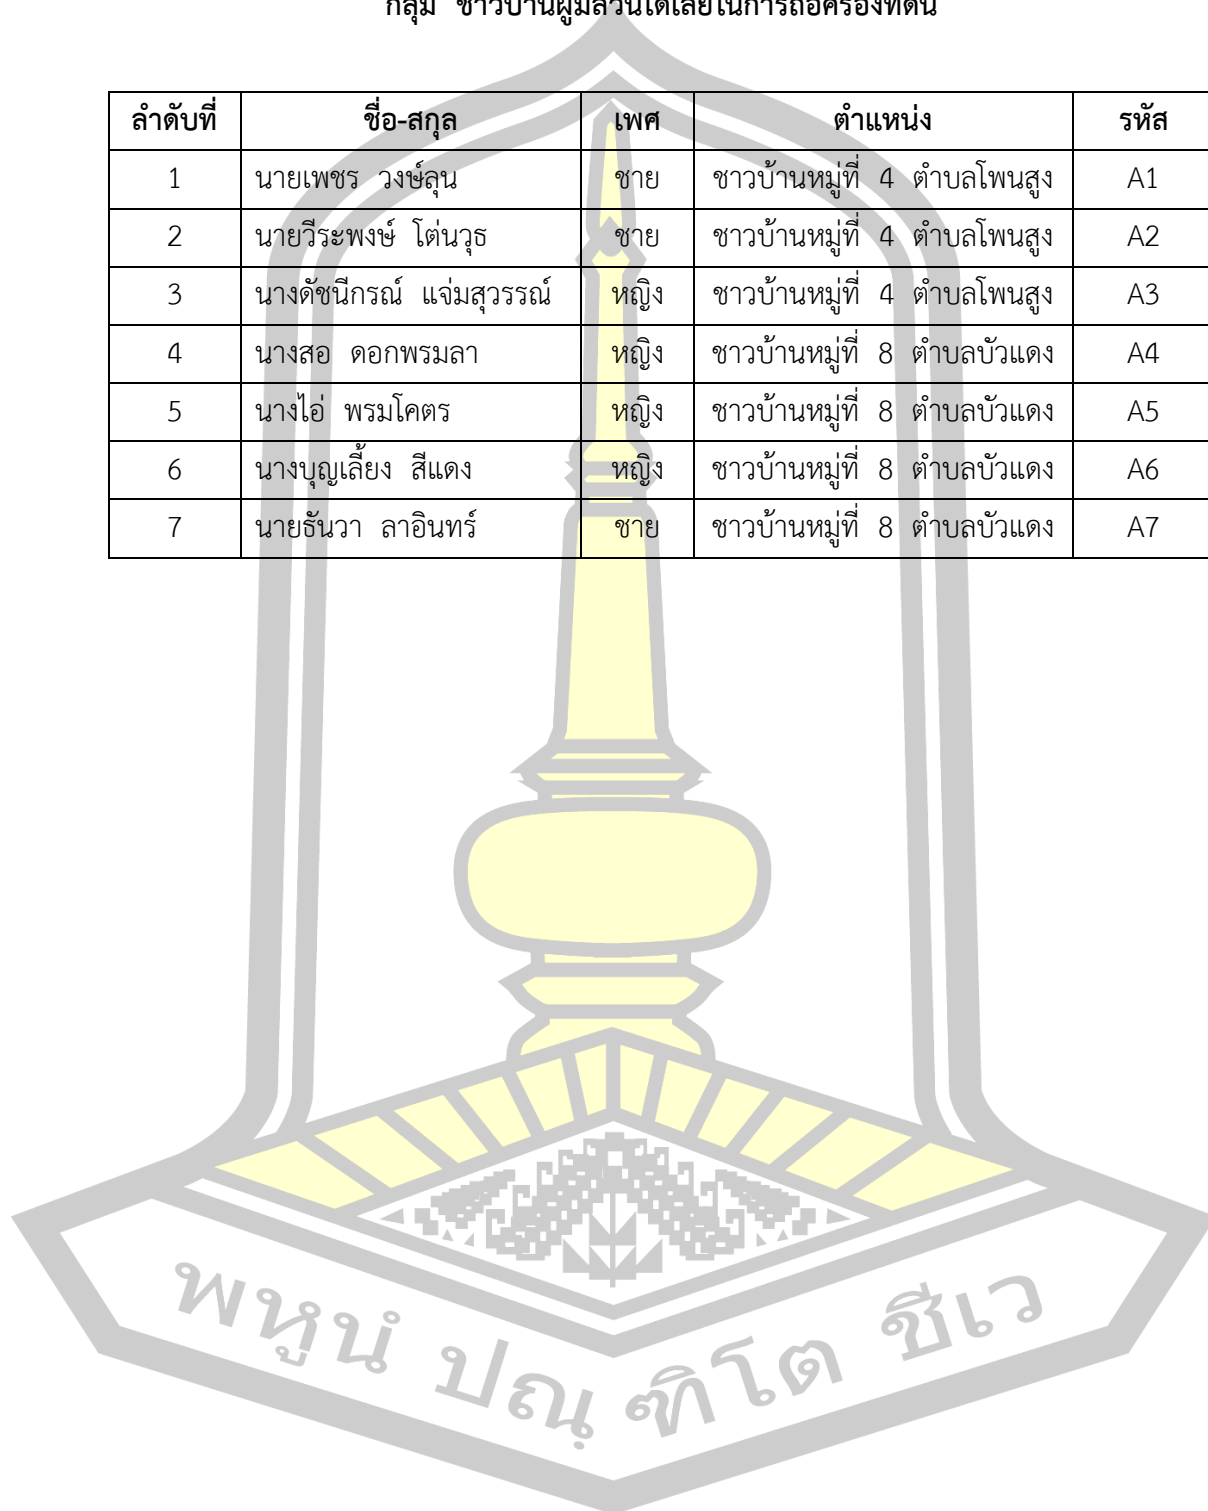 กลุ่ม ชาวบ้านผู้มีส่วนได้เสียในการถือครองที่ดิน
ลำดับที่ ชื่อ-สกุล เพศ ตำแหน่ง รหัส
1 นายเพชร วงษ์ลุน ชาย ชาวบ้านหมู่ที่ 4 ตำบลโพนสูง A1
2 นายวีระพงษ์ โต่นวุธ ชาย ชาวบ้านหมู่ที่ 4 ตำบลโพนสูง A2
3 นางดัชนีกรณ์ แจ่มสุวรรณ์ หญิง ชาวบ้านหมู่ที่ 4 ตำบลโพนสูง A3
4 นางสอ ดอกพรมลา หญิง ชาวบ้านหมู่ที่ 8 ตำบลบัวแดง A4
5 นางไอ่ พรมโคตร หญิง ชาวบ้านหมู่ที่ 8 ตำบลบัวแดง A5
6 นางบุญเลี้ยง สีแดง หญิง ชาวบ้านหมู่ที่ 8 ตำบลบัวแดง A6
7 นายธันวา ลาอินทร์ ชาย ชาวบ้านหมู่ที่ 8 ตำบลบัวแดง A7
พหูนํ ปณฺ ฑิโต ชีเว